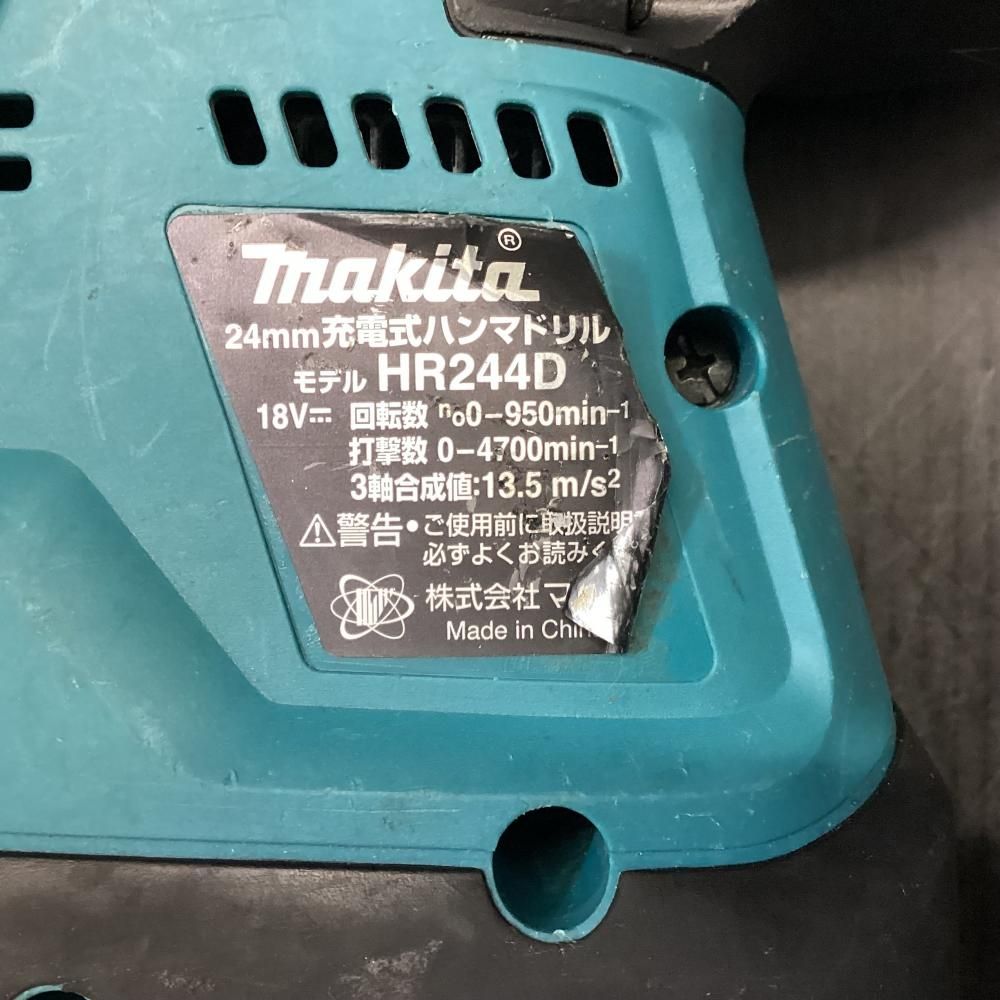 makita®
24mm充電式ハンマドリル
モデル HR244D
18V⎓ 回転数 n₀0-950min-1
打撃数 0-4700min-1
3軸合成値:13.5 m/s2
⚠警告•ご使用前に取扱説明
必ずよくお読み
株式会社マ
Made in Chin